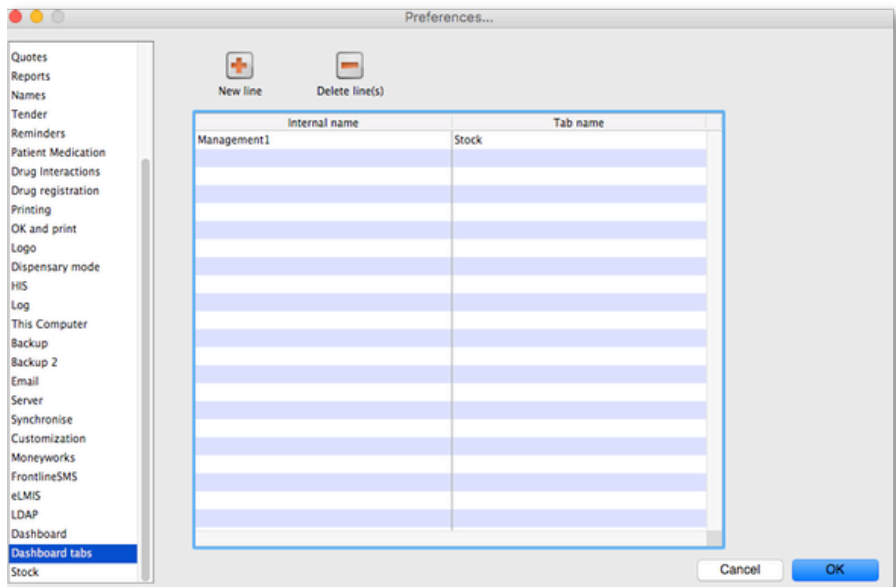 Preferences...
Quotes
Reports
Names
Tender
Reminders
Patient Medication
Drug Interactions
Drug registration
Printing
OK and print
Logo
Dispensary mode
HIS
Log
This Computer
Backup
Backup 2
Email
Server
Synchronise
Customization
Moneyworks
FrontlineSMS
eLMIS
LDAP
Dashboard
Dashboard tabs
Stock
New line Delete line(s)
Internal name Tab name
Management1 Stock
Cancel OK